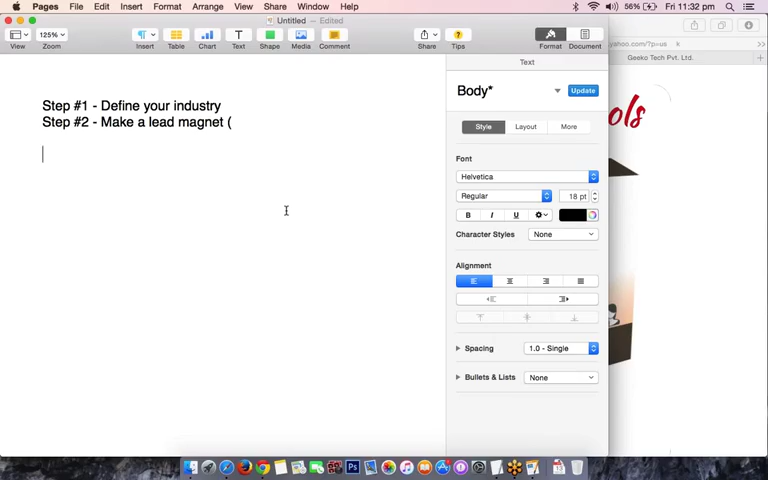 Pages File Edit Insert Format Arrange View Share Window Help 56% Fri 11:32 pm
Untitled — Edited
125%
View Zoom Insert Table Chart Text Shape Media Comment Share Tips Format Document
Text
Geeko Tech Pvt. Ltd.
Body* Update
ols
Step #1 - Define your industry
Step #2 - Make a lead magnet (
Style Layout More
Font
Helvetica
Regular 18 pt
B I U
Character Styles None
Alignment
Spacing 1.0 - Single
Bullets & Lists None